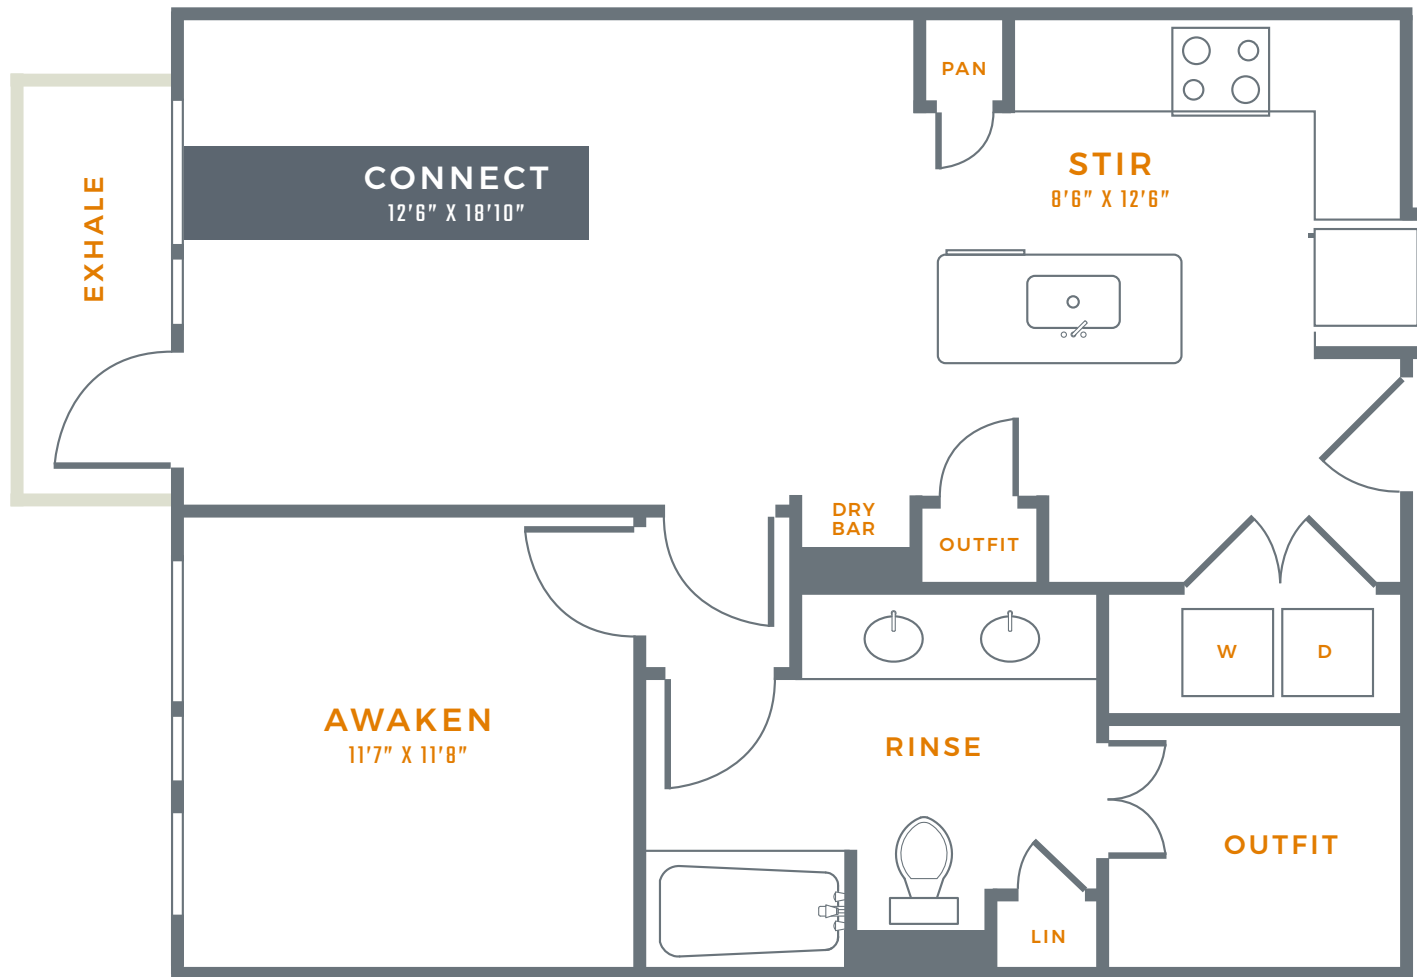 PAN
CONNECT
12'6" X 18'10"
STIR
8'6" X 12'6"
EXHALE
DRY
BAR
OUTFIT
W
D
AWAKEN
11'7" X 11'8"
RINSE
OUTFIT
LIN